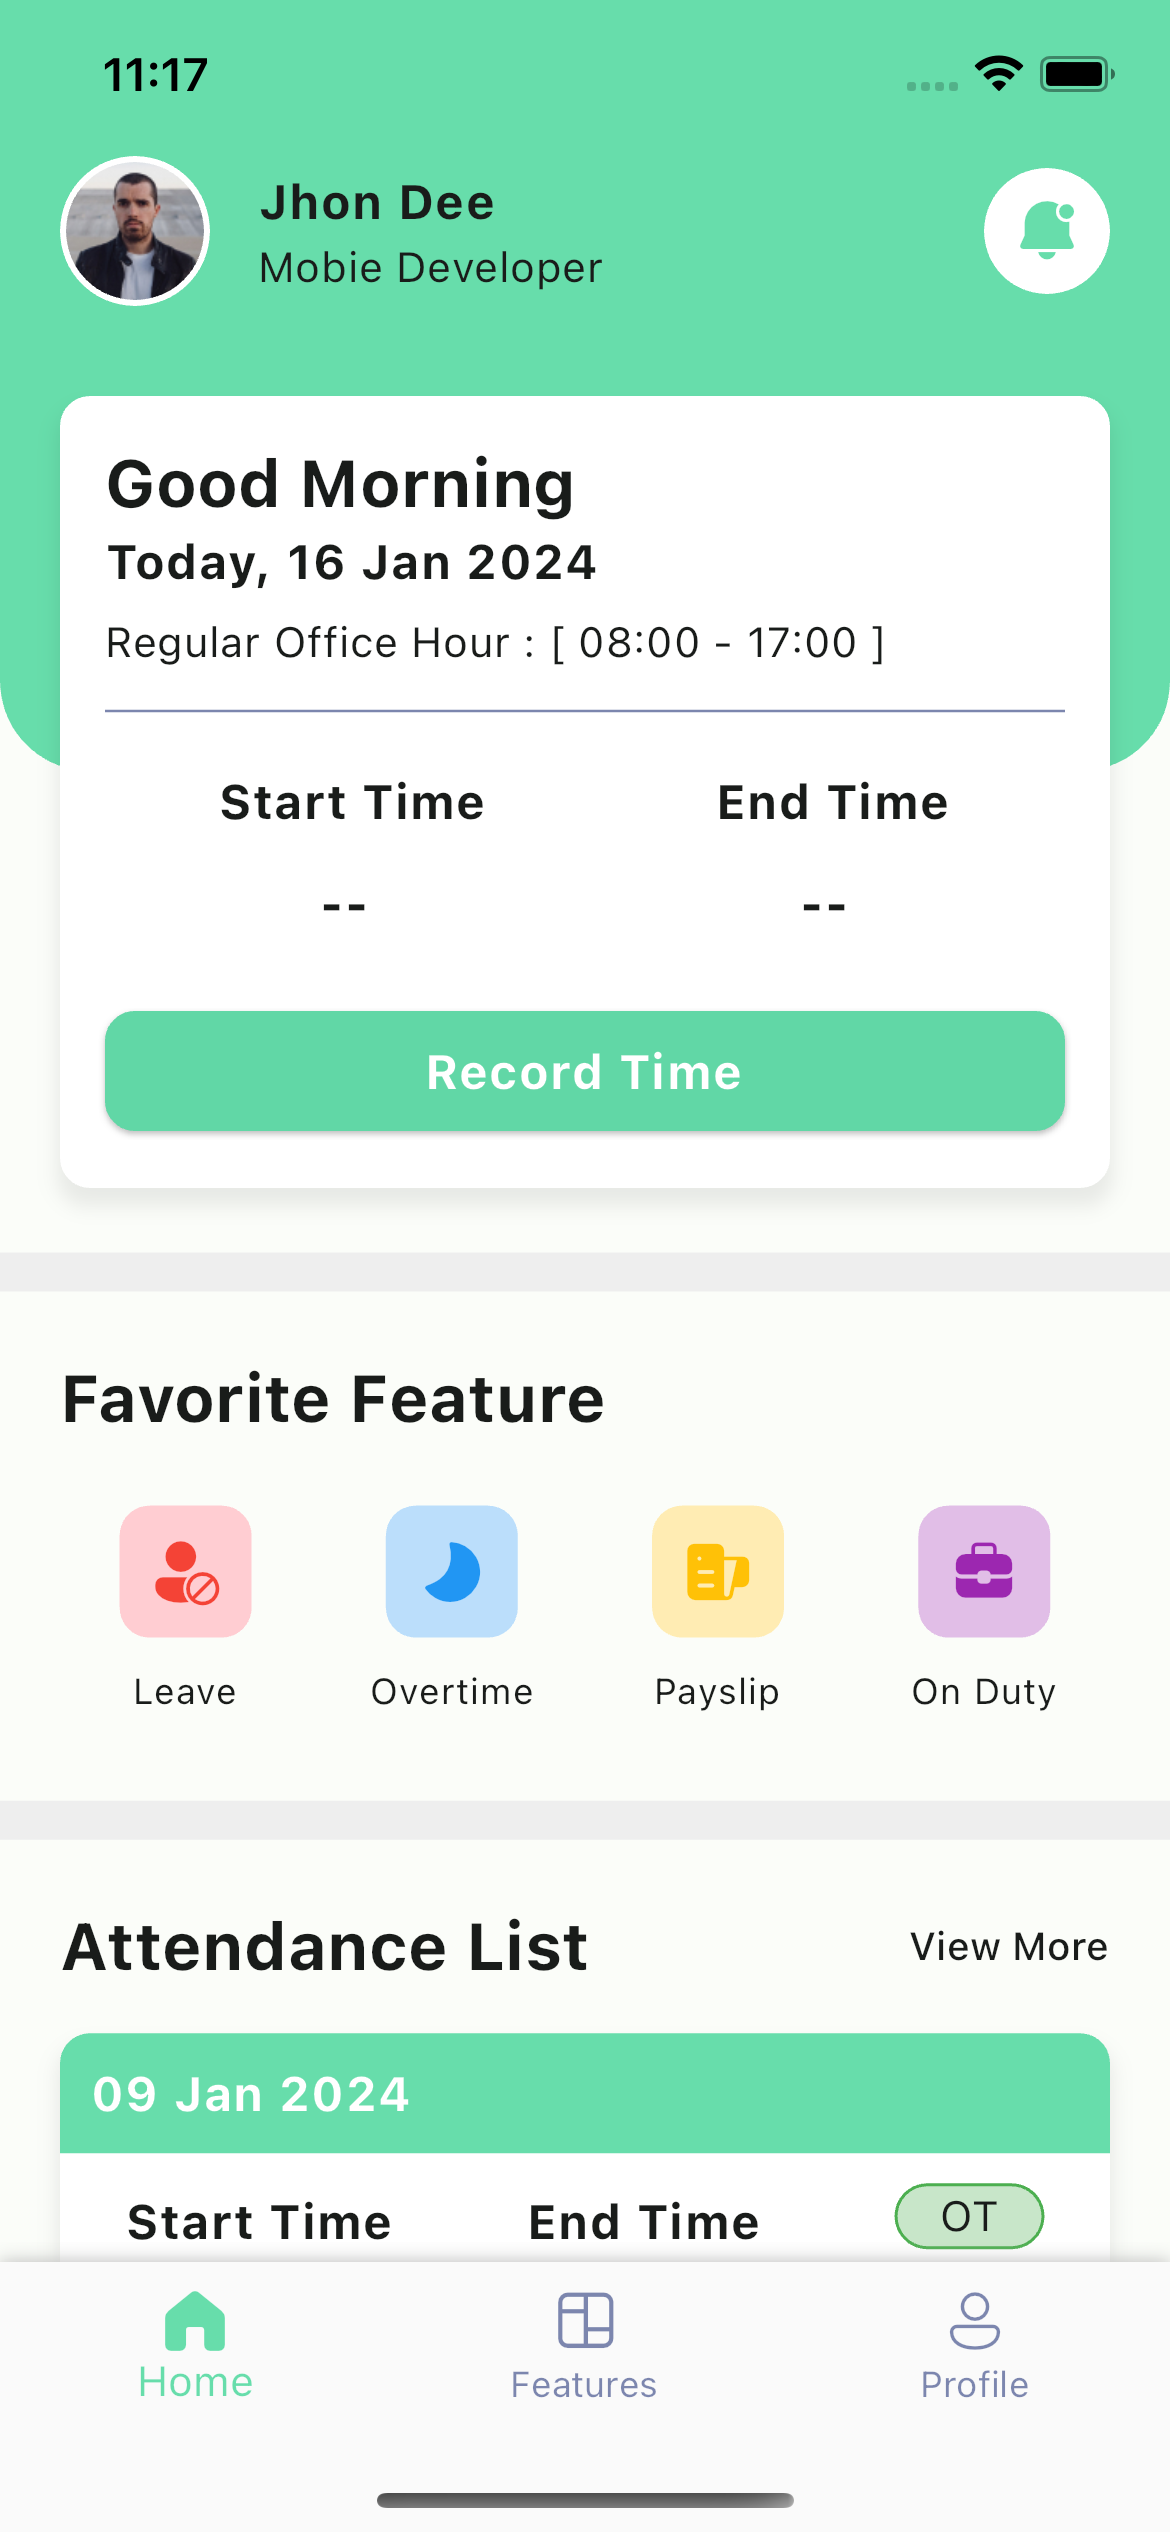 11:17
Jhon Dee
Mobie Developer
Good Morning
Today, 16 Jan 2024
Regular Office Hour : [ 08:00 - 17:00 ]
Start Time End Time
-- --
Record Time
Favorite Feature
Leave Overtime Payslip On Duty
Attendance List View More
09 Jan 2024
Start Time End Time OT
Home Features Profile